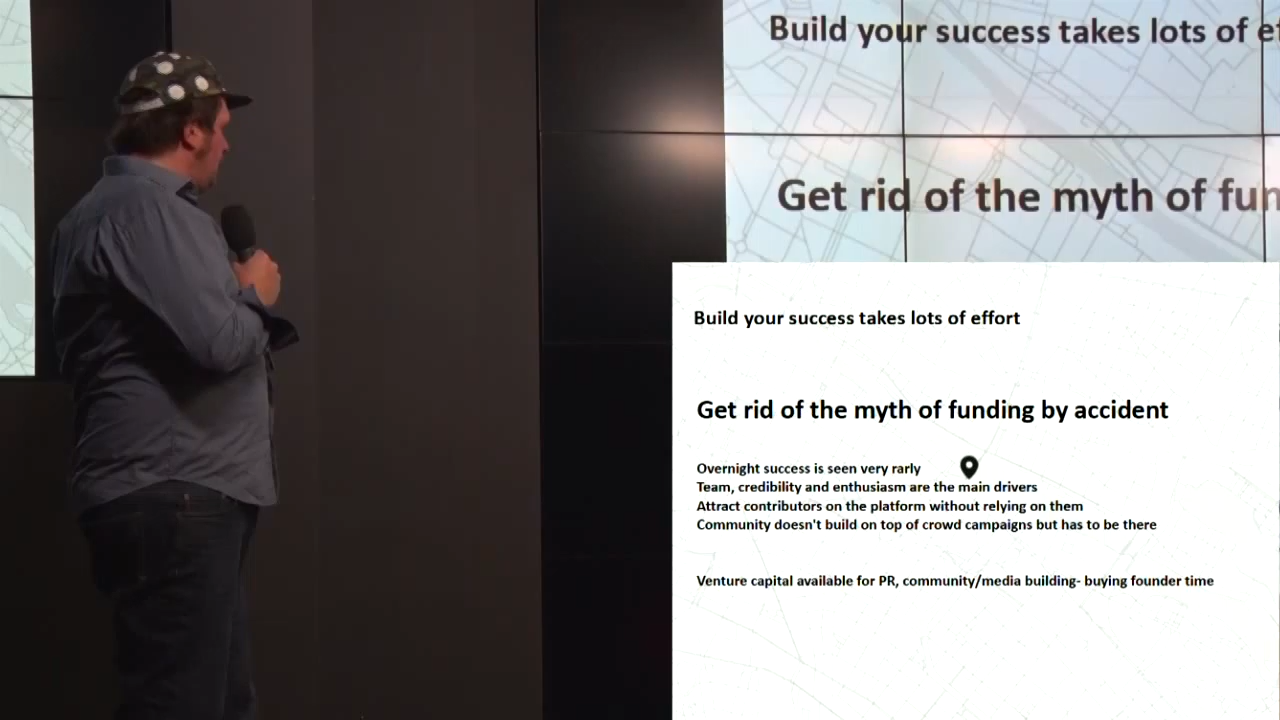 Build your success takes lots of ef
Get rid of the myth of fun
Build your success takes lots of effort
Get rid of the myth of funding by accident
Overnight success is seen very rarly
Team, credibility and enthusiasm are the main drivers
Attract contributors on the platform without relying on them
Community doesn't build on top of crowd campaigns but has to be there
Venture capital available for PR, community/media building- buying founder time